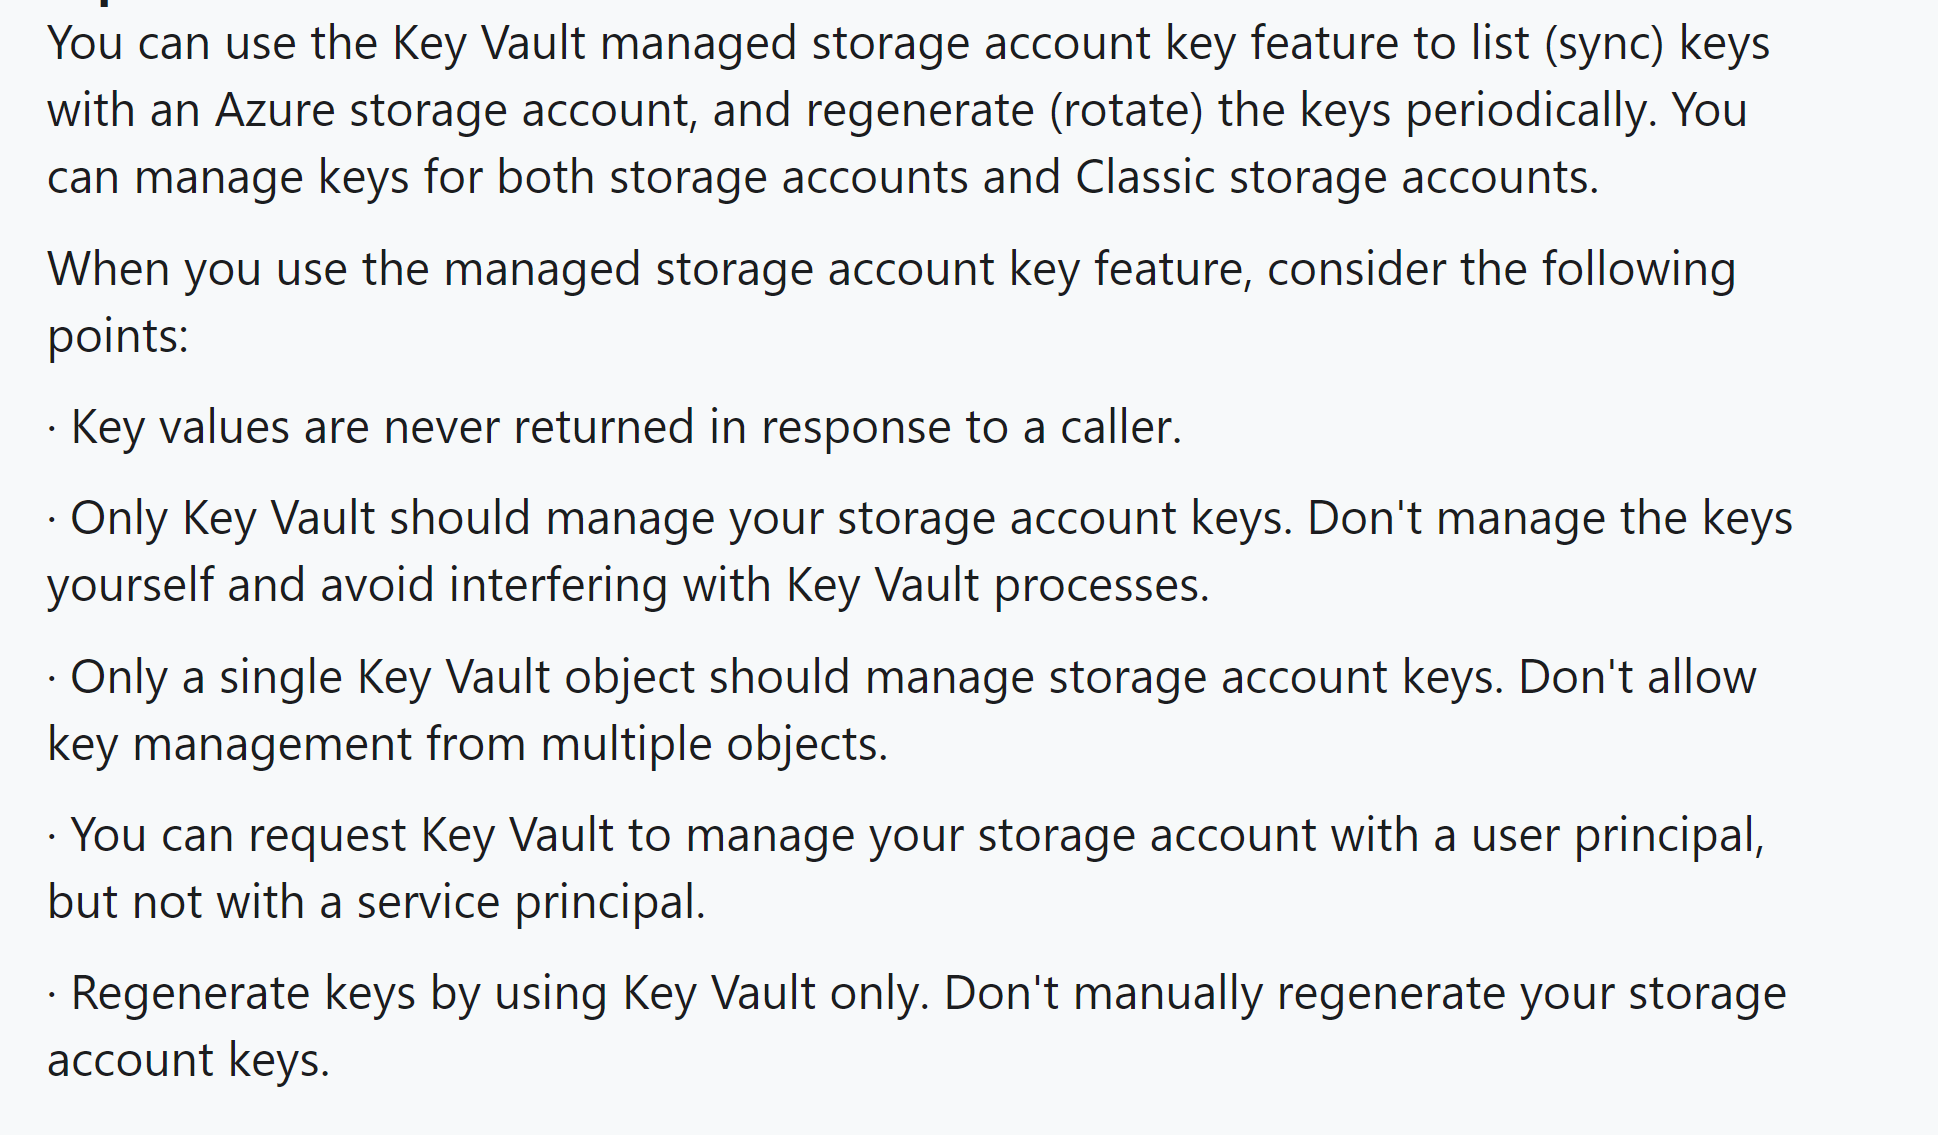 You can use the Key Vault managed storage account key feature to list (sync) keys
with an Azure storage account, and regenerate (rotate) the keys periodically. You
can manage keys for both storage accounts and Classic storage accounts.
When you use the managed storage account key feature, consider the following
points:
· Key values are never returned in response to a caller.
· Only Key Vault should manage your storage account keys. Don't manage the keys
yourself and avoid interfering with Key Vault processes.
· Only a single Key Vault object should manage storage account keys. Don't allow
key management from multiple objects.
· You can request Key Vault to manage your storage account with a user principal,
but not with a service principal.
· Regenerate keys by using Key Vault only. Don't manually regenerate your storage
account keys.